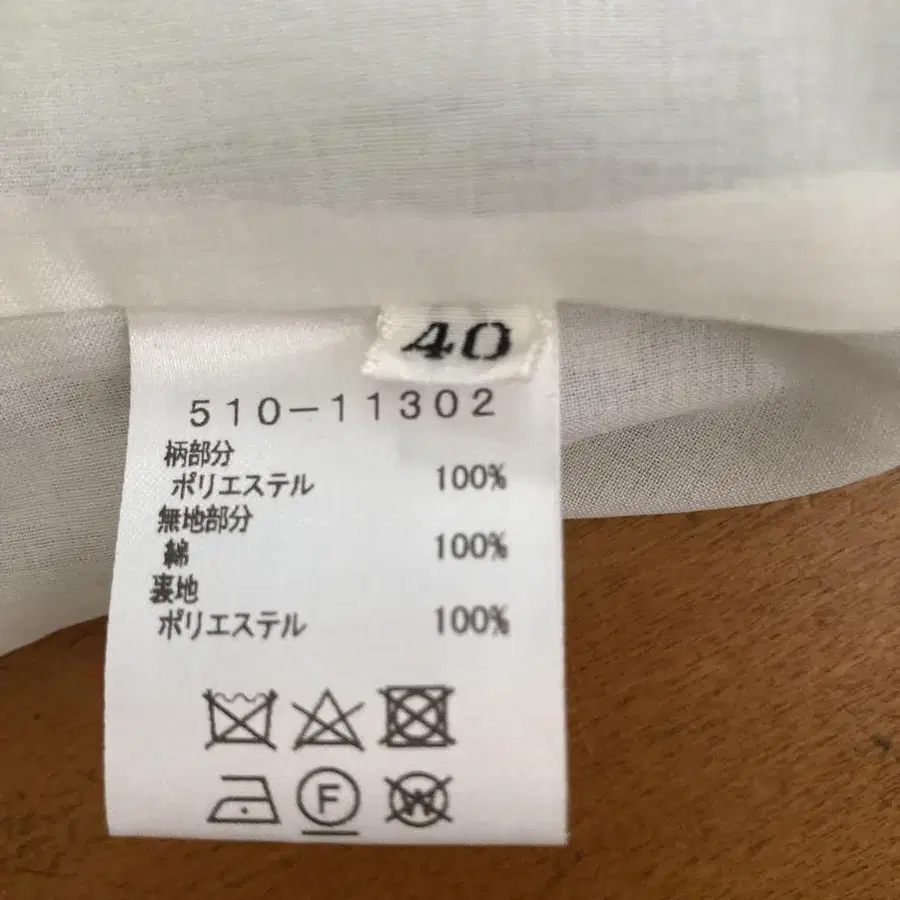 40
510-11302
柄部分
ポリエステル 100%
無地部分
綿 100%
裏地
ポリエステル 100%
F W